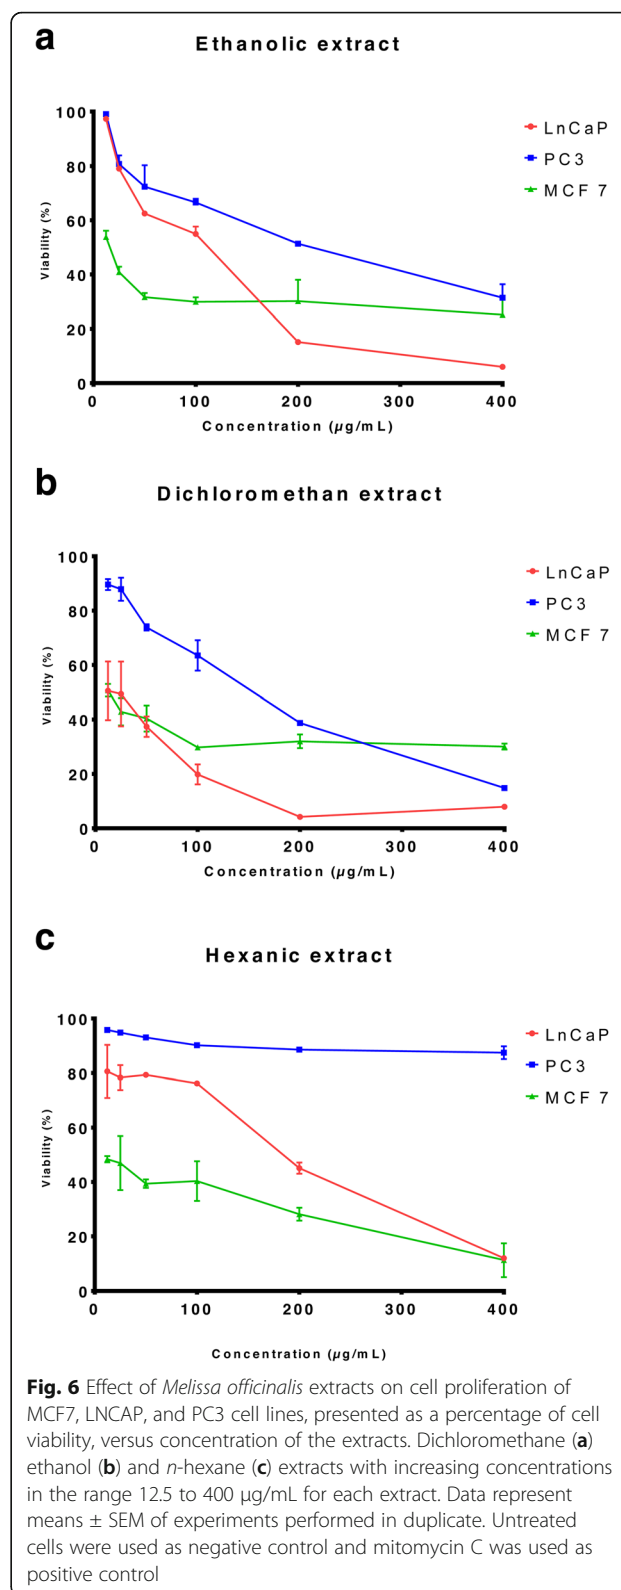 a
Ethanolic extract
100
80
60
40
20
0
Viability (%)
0 100 200 300 400
Concentration (µg/mL)
LnCaP
PC3
MCF 7
b
Dichloromethan extract
100
80
60
40
20
0
Viability (%)
0 100 200 300 400
Concentration (µg/mL)
LnCaP
PC3
MCF 7
c
Hexanic extract
100
80
60
40
20
0
Viability (%)
0 100 200 300 400
Concentration (µg/mL)
LnCaP
PC3
MCF 7
Fig. 6 Effect of Melissa officinalis extracts on cell proliferation of
MCF7, LNCAP, and PC3 cell lines, presented as a percentage of cell
viability, versus concentration of the extracts. Dichloromethane (a)
ethanol (b) and n-hexane (c) extracts with increasing concentrations
in the range 12.5 to 400 µg/mL for each extract. Data represent
means ± SEM of experiments performed in duplicate. Untreated
cells were used as negative control and mitomycin C was used as
positive control